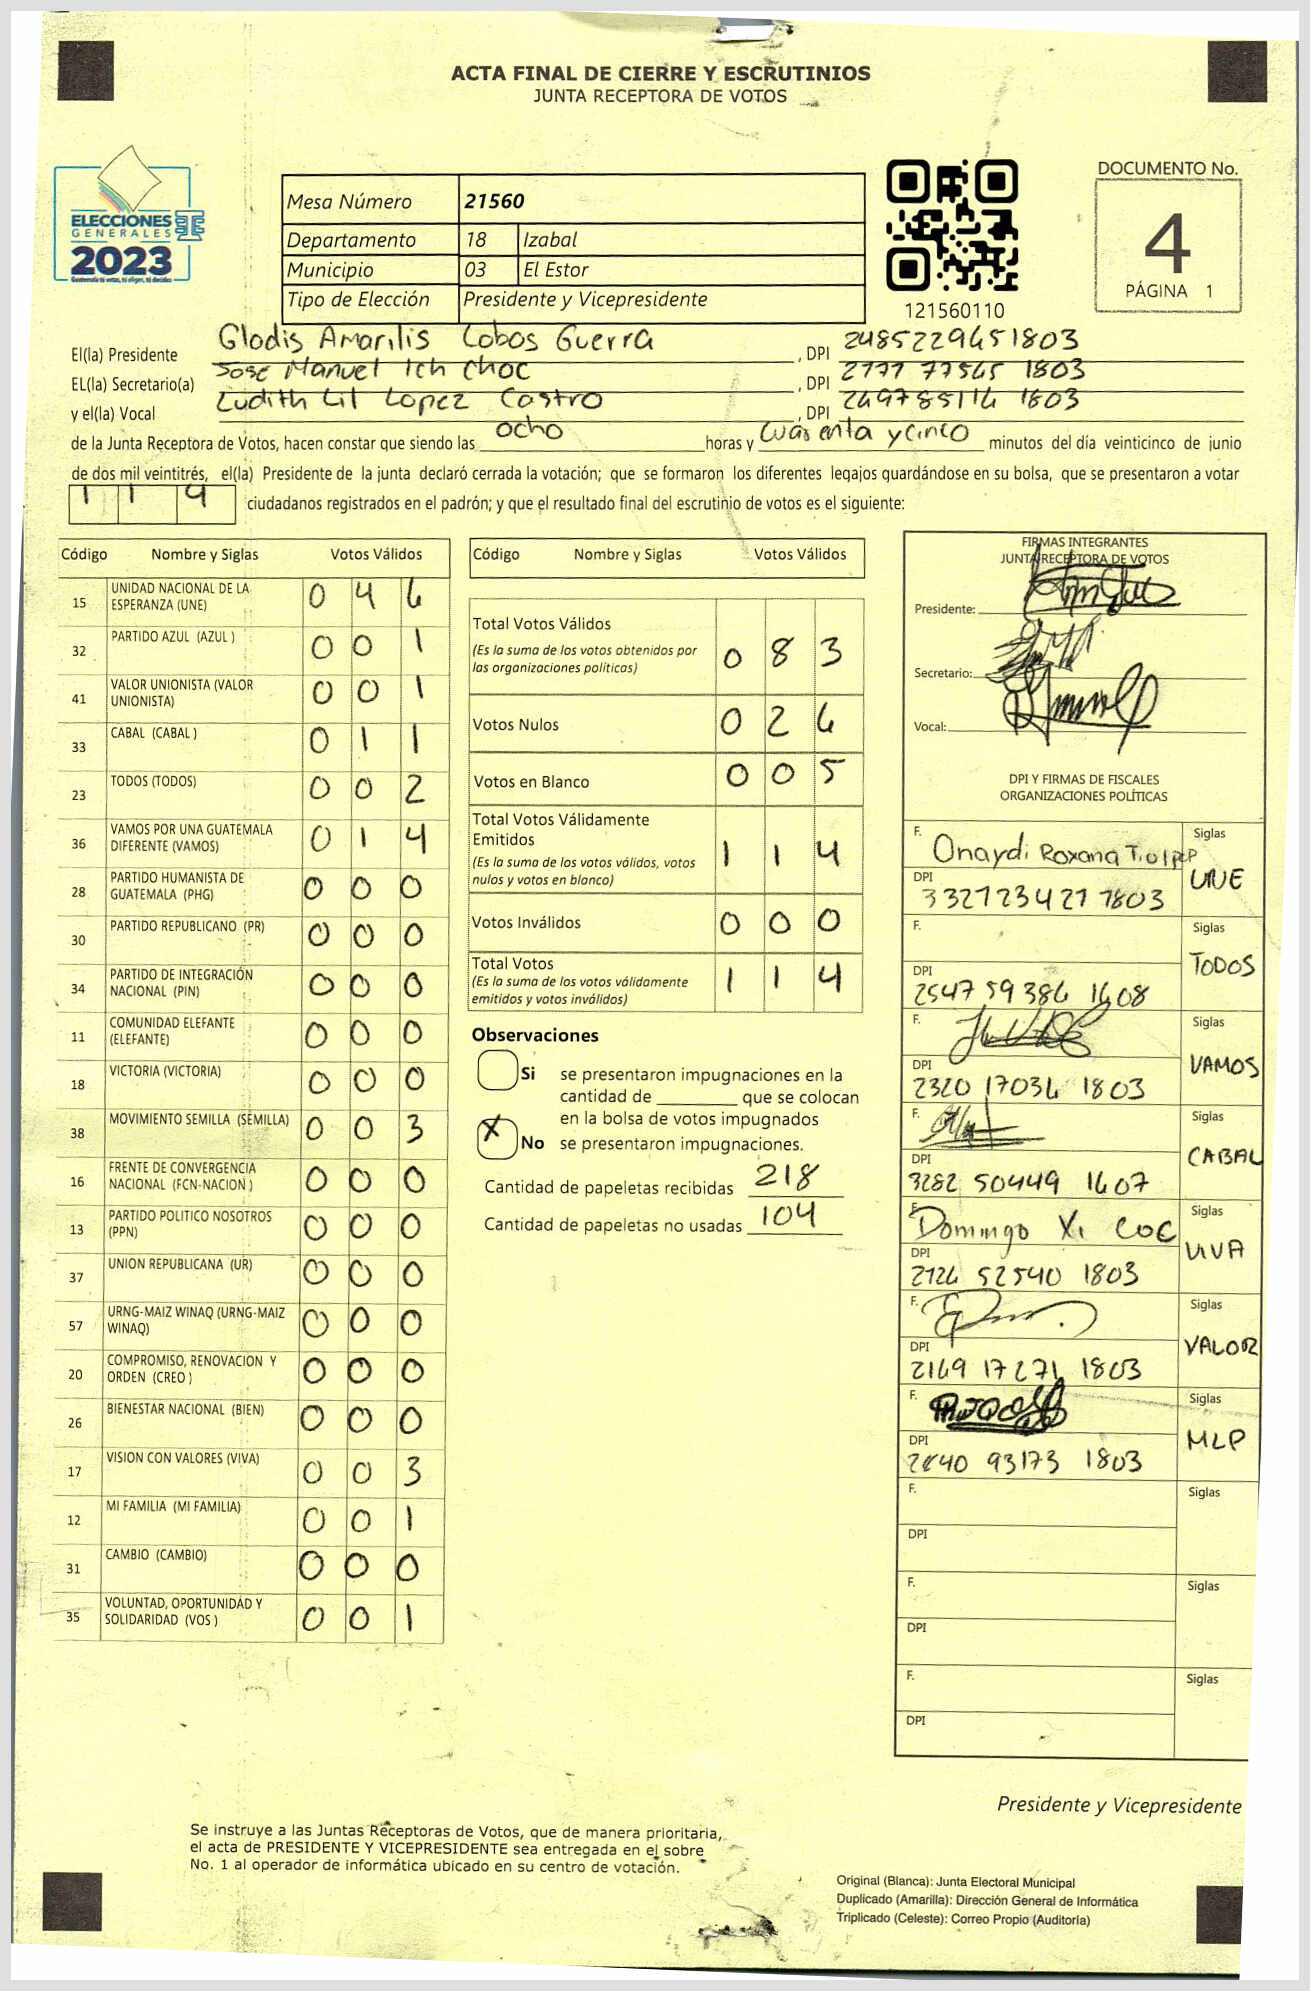 ACTA FINAL DE CIERRE Y ESCRUTINIOS
JUNTA RECEPTORA DE VOTOS
ELECCIONES
GENERALES
2023
Mesa Número 21560
Departamento 18 Izabal
Municipio 03 El Estor
Tipo de Elección Presidente y Vicepresidente
121560110
DOCUMENTO No.
4
PÁGINA 1
El(la) Presidente Gladis Amarilis Lobos Guerra, DPI 2485229651803
EL(la) Secretario(a) Jose Manuel Ich Choc, DPI 2777 77565 1803
y el(la) Vocal Ludith Lil Lopez Castro, DPI 249785114 1803
de la Junta Receptora de Votos, hacen constar que siendo las ocho horas y Cuarenta y cinco minutos del día veinticinco de junio
de dos mil veintitrés, el(la) Presidente de la junta declaró cerrada la votación; que se formaron los diferentes legajos guardándose en su bolsa, que se presentaron a votar
114 ciudadanos registrados en el padrón; y que el resultado final del escrutinio de votos es el siguiente:
Código Nombre y Siglas Votos Válidos
15 UNIDAD NACIONAL DE LA ESPERANZA (UNE) 0 4 6
32 PARTIDO AZUL (AZUL ) 0 0 1
41 VALOR UNIONISTA (VALOR UNIONISTA) 0 0 1
33 CABAL (CABAL ) 0 1 1
23 TODOS (TODOS) 0 0 2
36 VAMOS POR UNA GUATEMALA DIFERENTE (VAMOS) 0 1 4
28 PARTIDO HUMANISTA DE GUATEMALA (PHG) 0 0 0
30 PARTIDO REPUBLICANO (PR) 0 0 0
34 PARTIDO DE INTEGRACIÓN NACIONAL (PIN) 0 0 0
11 COMUNIDAD ELEFANTE (ELEFANTE) 0 0 0
18 VICTORIA (VICTORIA) 0 0 0
38 MOVIMIENTO SEMILLA (SEMILLA) 0 0 3
16 FRENTE DE CONVERGENCIA NACIONAL (FCN-NACION ) 0 0 0
13 PARTIDO POLITICO NOSOTROS (PPN) 0 0 0
37 UNION REPUBLICANA (UR) 0 0 0
57 URNG-MAIZ WINAQ (URNG-MAIZ WINAQ) 0 0 0
20 COMPROMISO, RENOVACION Y ORDEN (CREO ) 0 0 0
26 BIENESTAR NACIONAL (BIEN) 0 0 0
17 VISION CON VALORES (VIVA) 0 0 3
12 MI FAMILIA (MI FAMILIA) 0 0 1
31 CAMBIO (CAMBIO) 0 0 0
35 VOLUNTAD, OPORTUNIDAD Y SOLIDARIDAD (VOS ) 0 0 1
Código Nombre y Siglas Votos Válidos
Total Votos Válidos 0 8 3
(Es la suma de los votos obtenidos por
las organizaciones políticas)
Votos Nulos 0 2 6
Votos en Blanco 0 0 5
Total Votos Válidamente
Emitidos 1 1 4
(Es la suma de los votos válidos, votos
nulos y votos en blanco)
Votos Inválidos 0 0 0
Total Votos 1 1 4
(Es la suma de los votos válidamente
emitidos y votos inválidos)
Observaciones
Si se presentaron impugnaciones en la
cantidad de ________ que se colocan
en la bolsa de votos impugnados
X No se presentaron impugnaciones.
Cantidad de papeletas recibidas 218
Cantidad de papeletas no usadas 104
FIRMAS INTEGRANTES
JUNTA RECEPTORA DE VOTOS
Presidente:
Secretario:
Vocal:
DPI Y FIRMAS DE FISCALES
ORGANIZACIONES POLÍTICAS
F. Onaydi Roxana Siglas
DPI 332723427 1803 UNE
F. Siglas
DPI 2547 59386 1608 TODOS
F. Siglas
DPI 2320 17036 1803 VAMOS
F. Siglas
DPI 3282 50449 1607 CABAL
F. Domingo Xi COC Siglas
DPI 2126 52540 1803 VIVA
F. Siglas
DPI 2169 17271 1803 VALOR
F. Siglas
DPI 93173 1803 MLP
F. Siglas
DPI
F. Siglas
DPI
F. Siglas
DPI
Presidente y Vicepresidente
Se instruye a las Juntas Receptoras de Votos, que de manera prioritaria,
el acta de PRESIDENTE Y VICEPRESIDENTE sea entregada en el sobre
No. 1 al operador de informática ubicado en su centro de votación.
Original (Blanca): Junta Electoral Municipal
Duplicado (Amarilla): Dirección General de Informática
Triplicado (Celeste): Correo Propio (Auditoría)